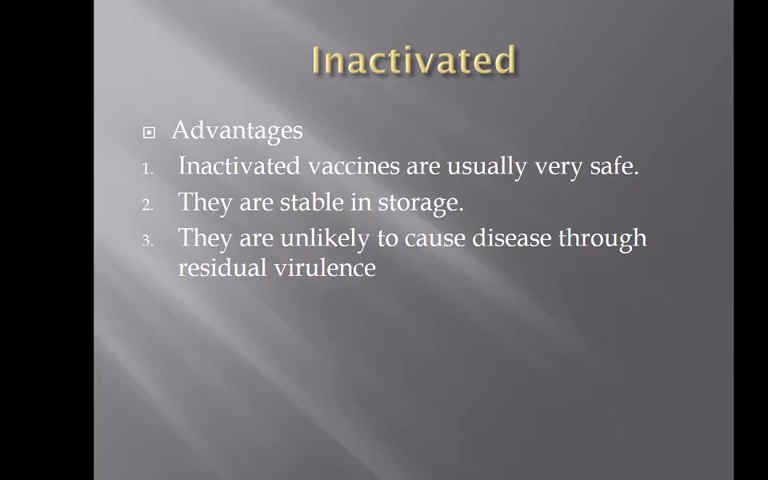 Inactivated
Advantages
1. Inactivated vaccines are usually very safe.
2. They are stable in storage.
3. They are unlikely to cause disease through
residual virulence